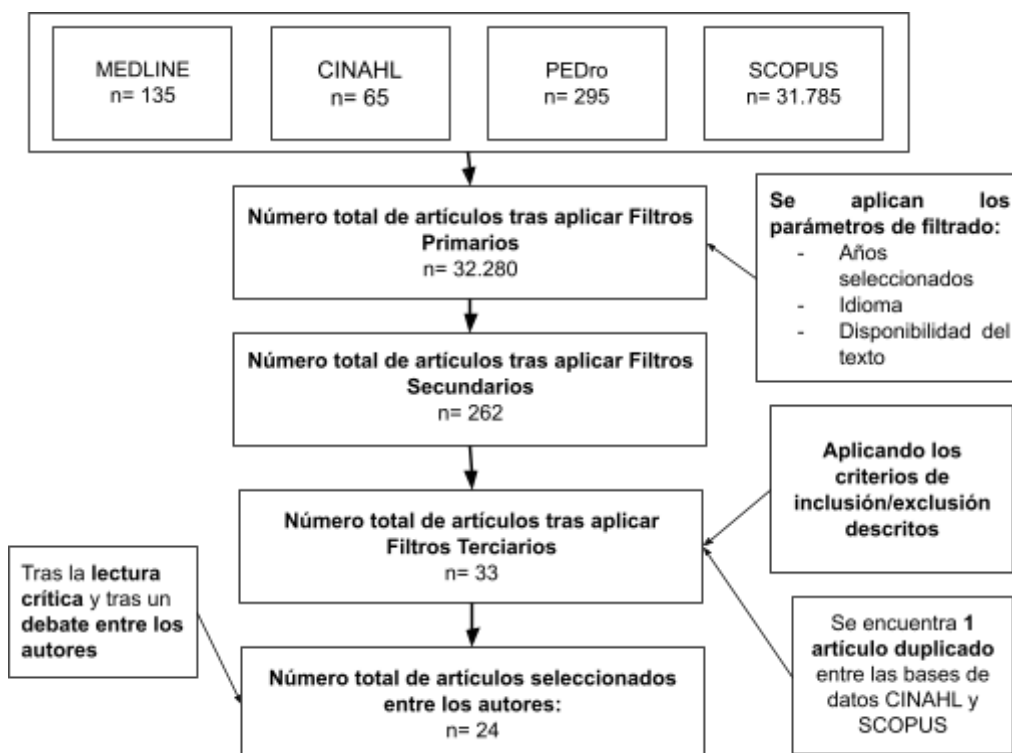 MEDLINE
n= 135
CINAHL
n= 65
PEDro
n= 295
SCOPUS
n= 31.785
Número total de artículos tras aplicar Filtros
Primarios
n= 32.280
Se aplican los
parámetros de filtrado:
- Años
seleccionados
- Idioma
- Disponibilidad del
texto
Número total de artículos tras aplicar Filtros
Secundarios
n= 262
Aplicando los
criterios de
inclusión/exclusión
descritos
Número total de artículos tras aplicar
Filtros Terciarios
n= 33
Tras la lectura
crítica y tras un
debate entre los
autores
Se encuentra 1
artículo duplicado
entre las bases de
datos CINAHL y
SCOPUS
Número total de artículos seleccionados
entre los autores:
n= 24